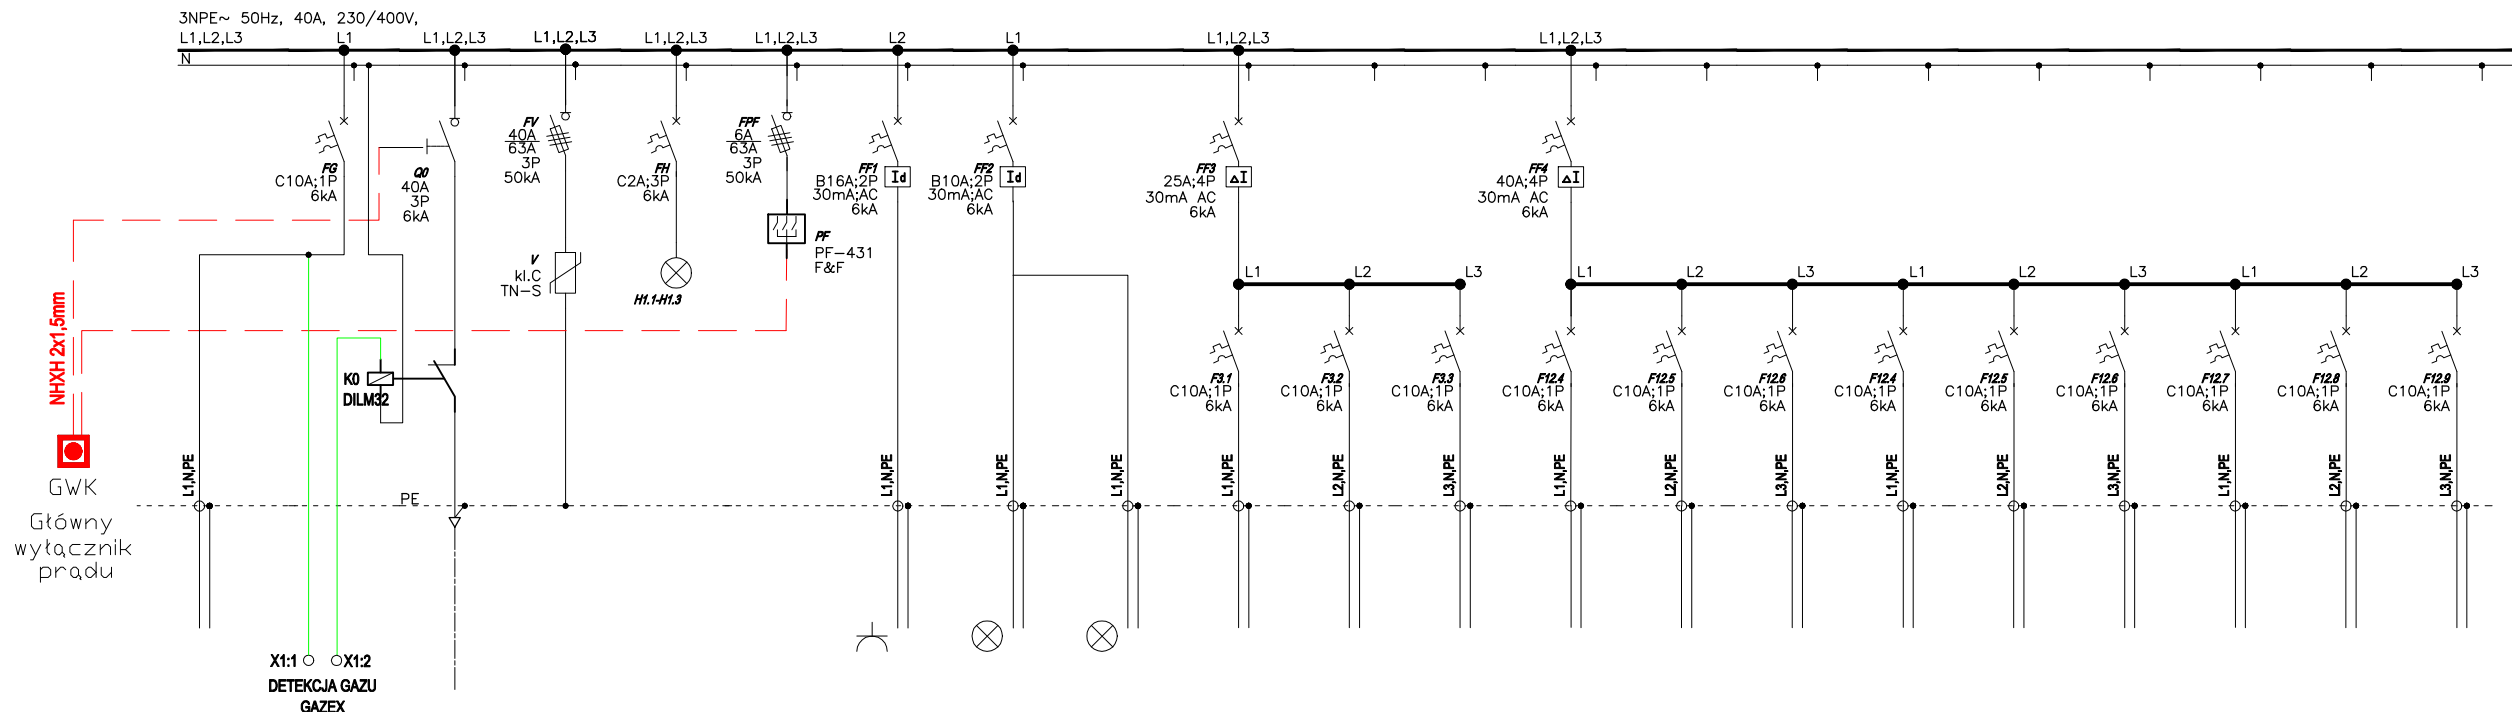 3NPE~ 50Hz, 40A, 230/400V,
L1,L2,L3
L1
L1,L2,L3
L1,L2,L3
L1,L2,L3
L1,L2,L3
L2
L1
L1,L2,L3
L1,L2,L3
N
FG
C10A;1P
6kA
Q0
40A
3P
6kA
FV
40A
63A
3P
50kA
FH
C2A;3P
6kA
FPF
6A
63A
3P
50kA
FF1
B16A;2P
30mA;AC
6kA
Id
FF2
B10A;2P
30mA;AC
6kA
Id
FF3
25A;4P
30mA AC
6kA
ΔI
FF4
40A;4P
30mA AC
6kA
ΔI
PF
PF-431
F&F
V
kl.C
TN-S
H1.1-H1.3
L1
L2
L3
L1
L2
L3
L1
L2
L3
L1
L2
L3
NHXH 2x1,5mm
K0
DILM32
F3.1
C10A;1P
6kA
F3.2
C10A;1P
6kA
F3.3
C10A;1P
6kA
F12.4
C10A;1P
6kA
F12.5
C10A;1P
6kA
F12.6
C10A;1P
6kA
F12.4
C10A;1P
6kA
F12.5
C10A;1P
6kA
F12.6
C10A;1P
6kA
F12.7
C10A;1P
6kA
F12.8
C10A;1P
6kA
F12.9
C10A;1P
6kA
L1,N,PE
PE
L1,N,PE
L1,N,PE
L1,N,PE
L1,N,PE
L2,N,PE
L3,N,PE
L1,N,PE
L2,N,PE
L3,N,PE
L1,N,PE
L2,N,PE
L3,N,PE
L1,N,PE
L2,N,PE
L3,N,PE
GWK
Główny
wyłącznik
prądu
X1:1
X1:2
DETEKCJA GAZU
GAZEX